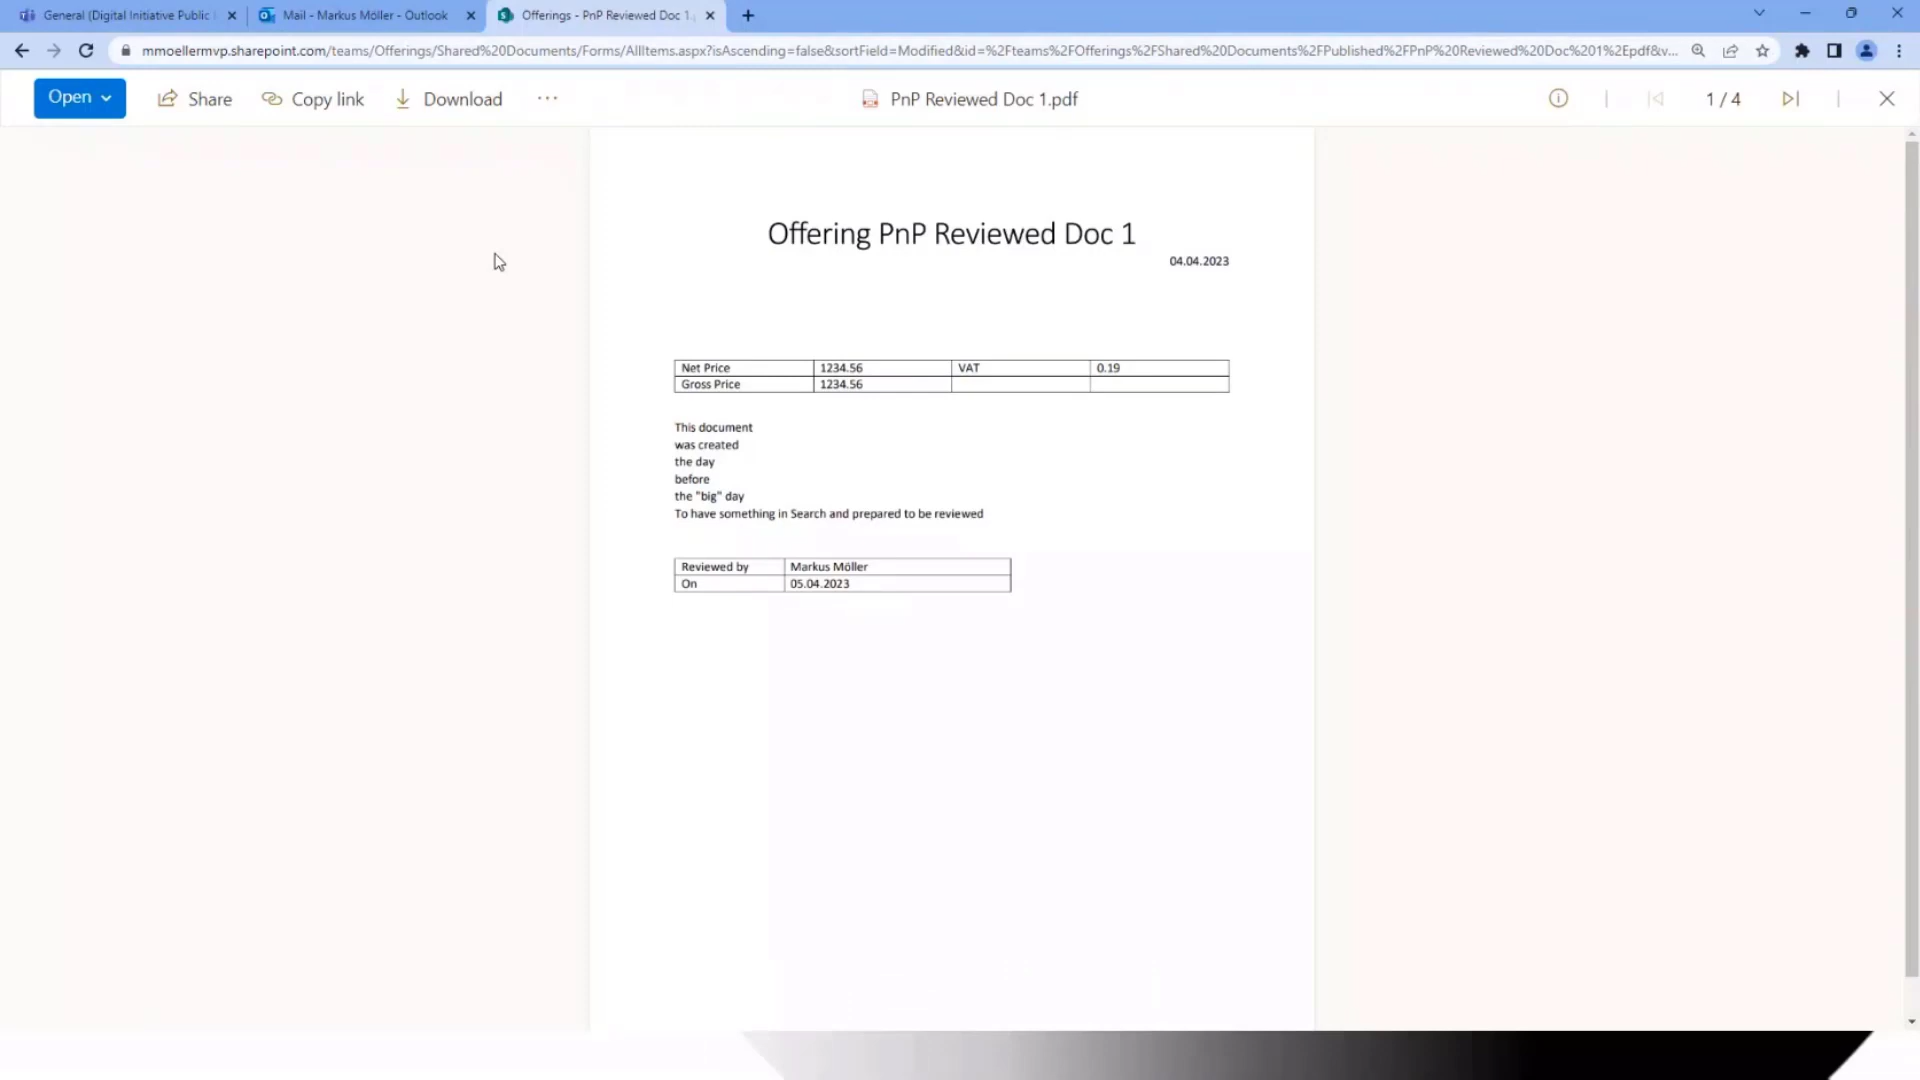 General (Digital Initiative Public
Mail - Markus Möller - Outlook
Offerings - PnP Reviewed Doc 1
mmoellermvp.sharepoint.com/teams/Offerings/Shared%20Documents/Forms/AllItems.aspx?isAscending=false&sortField=Modified&id=%2Fteams%2FOfferings%2FShared%20Documents%2FPublished%2FPnP%20Reviewed%20Doc%201%2Epdf&v...
Open
Share
Copy link
Download
PnP Reviewed Doc 1.pdf
1 / 4
Offering PnP Reviewed Doc 1
04.04.2023
Net Price 1234.56 VAT 0.19
Gross Price 1234.56
This document
was created
the day
before
the "big" day
To have something in Search and prepared to be reviewed
Reviewed by Markus Möller
On 05.04.2023